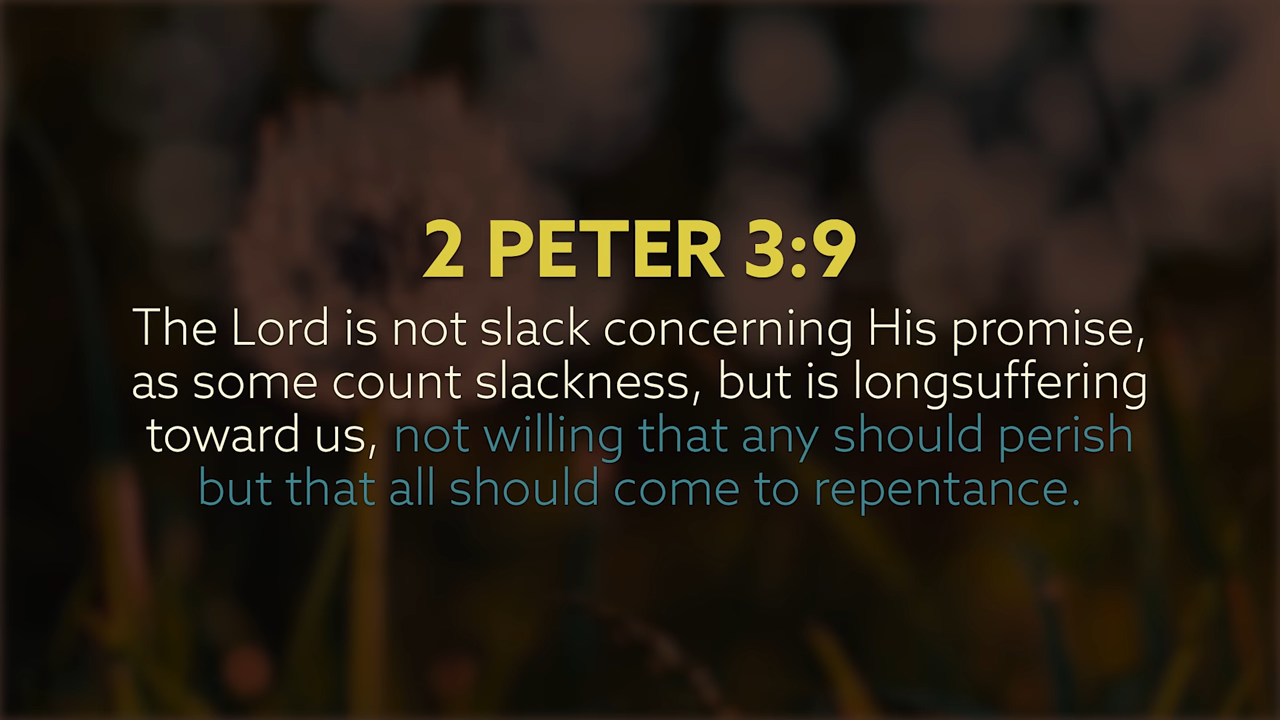 2 PETER 3:9
The Lord is not slack concerning His promise,
as some count slackness, but is longsuffering
toward us, not willing that any should perish
but that all should come to repentance.